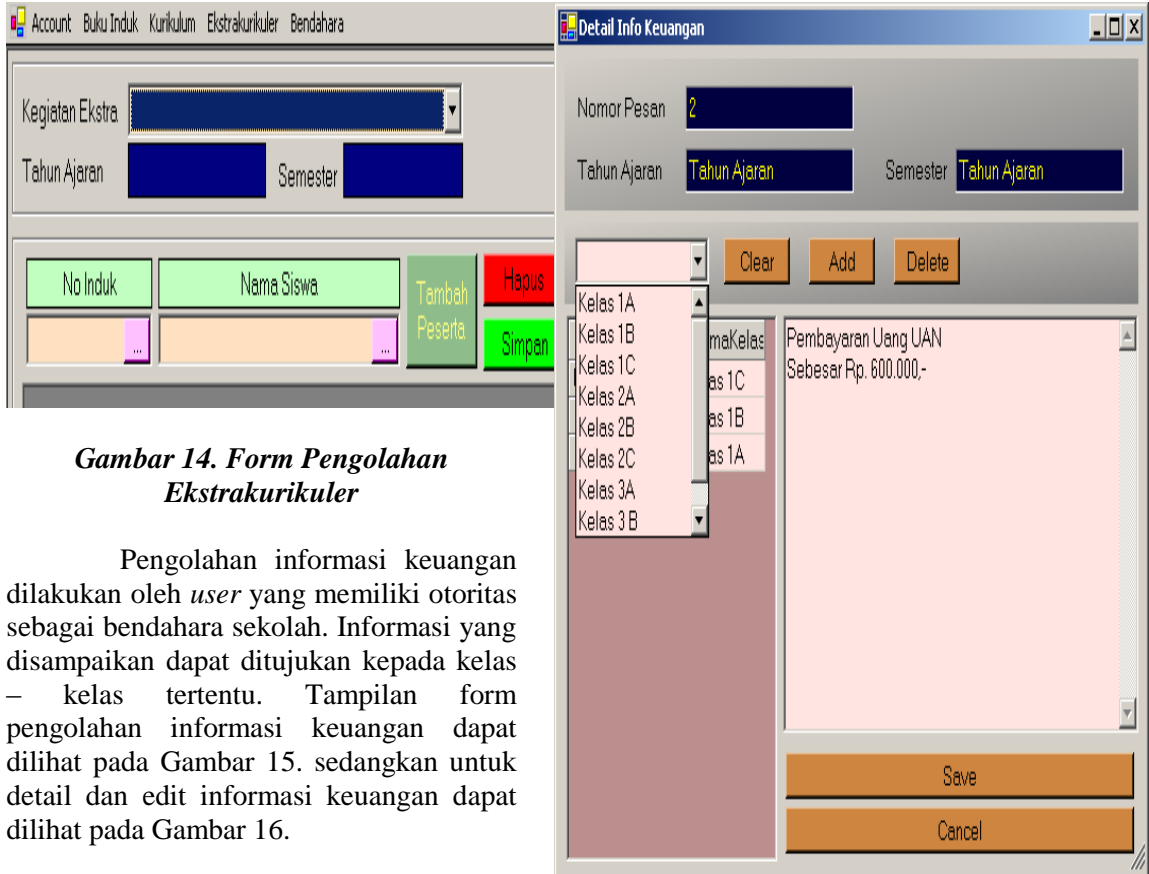 Account Buku Induk Kurikulum Ekstrakurikuler Bendahara
Kegiatan Ekstra
Tahun Ajaran Semester
No Induk Nama Siswa Tambah Peserta Hapus
... ... Simpan
Gambar 14. Form Pengolahan
Ekstrakurikuler
Pengolahan informasi keuangan
dilakukan oleh user yang memiliki otoritas
sebagai bendahara sekolah. Informasi yang
disampaikan dapat ditujukan kepada kelas
– kelas tertentu. Tampilan form
pengolahan informasi keuangan dapat
dilihat pada Gambar 15. sedangkan untuk
detail dan edit informasi keuangan dapat
dilihat pada Gambar 16.
Detail Info Keuangan
Nomor Pesan 2
Tahun Ajaran Tahun Ajaran Semester Tahun Ajaran
Clear Add Delete
Kelas 1A
Kelas 1B
Kelas 1C
Kelas 2A
Kelas 2B
Kelas 2C
Kelas 3A
Kelas 3 B
maKelas
as 1C
as 1B
as 1A
Pembayaran Uang UAN
Sebesar Rp. 600.000,-
Save
Cancel